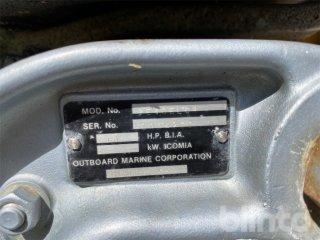 MOD. No.
SER. No.
H.P. B.I.A.
kW. ICOMIA
OUTBOARD MARINE CORPORATION
blinto